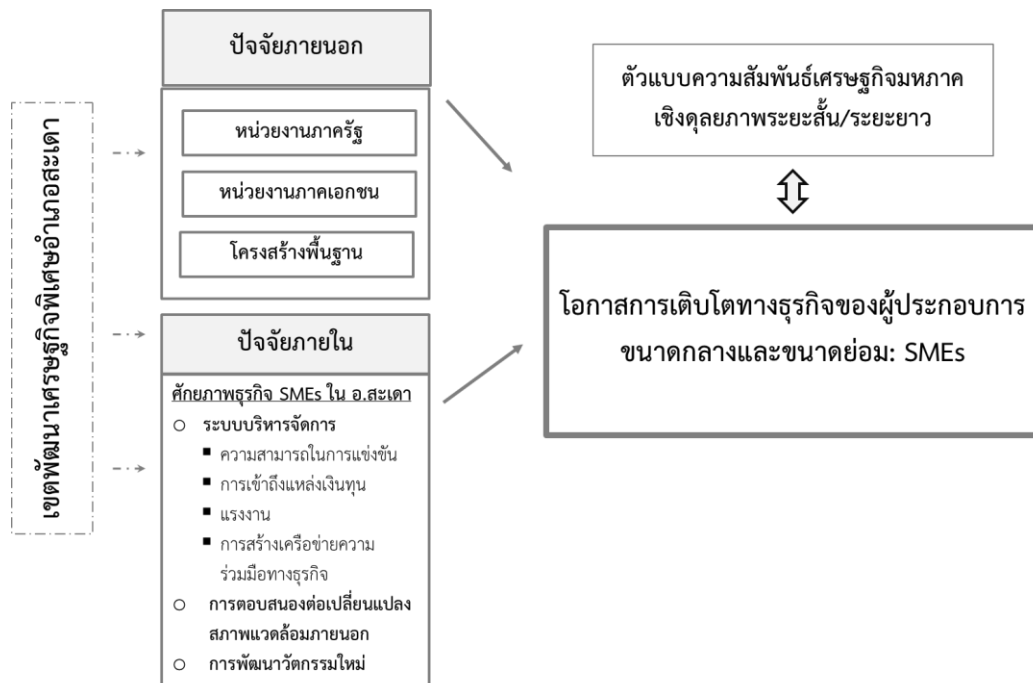 เขตพัฒนาเศรษฐกิจพิเศษอำเภอสะเดา
ปัจจัยภายนอก
หน่วยงานภาครัฐ
หน่วยงานภาคเอกชน
โครงสร้างพื้นฐาน
ปัจจัยภายใน
ศักยภาพธุรกิจ SMEs ใน อ.สะเดา
○ ระบบบริหารจัดการ
■ ความสามารถในการแข่งขัน
■ การเข้าถึงแหล่งเงินทุน
■ แรงงาน
■ การสร้างเครือข่ายความ
ร่วมมือทางธุรกิจ
○ การตอบสนองต่อเปลี่ยนแปลง
สภาพแวดล้อมภายนอก
○ การพัฒนาวัตกรรมใหม่
ตัวแบบความสัมพันธ์เศรษฐกิจมหภาค
เชิงดุลยภาพระยะสั้น/ระยะยาว
โอกาสการเติบโตทางธุรกิจของผู้ประกอบการ
ขนาดกลางและขนาดย่อม: SMEs